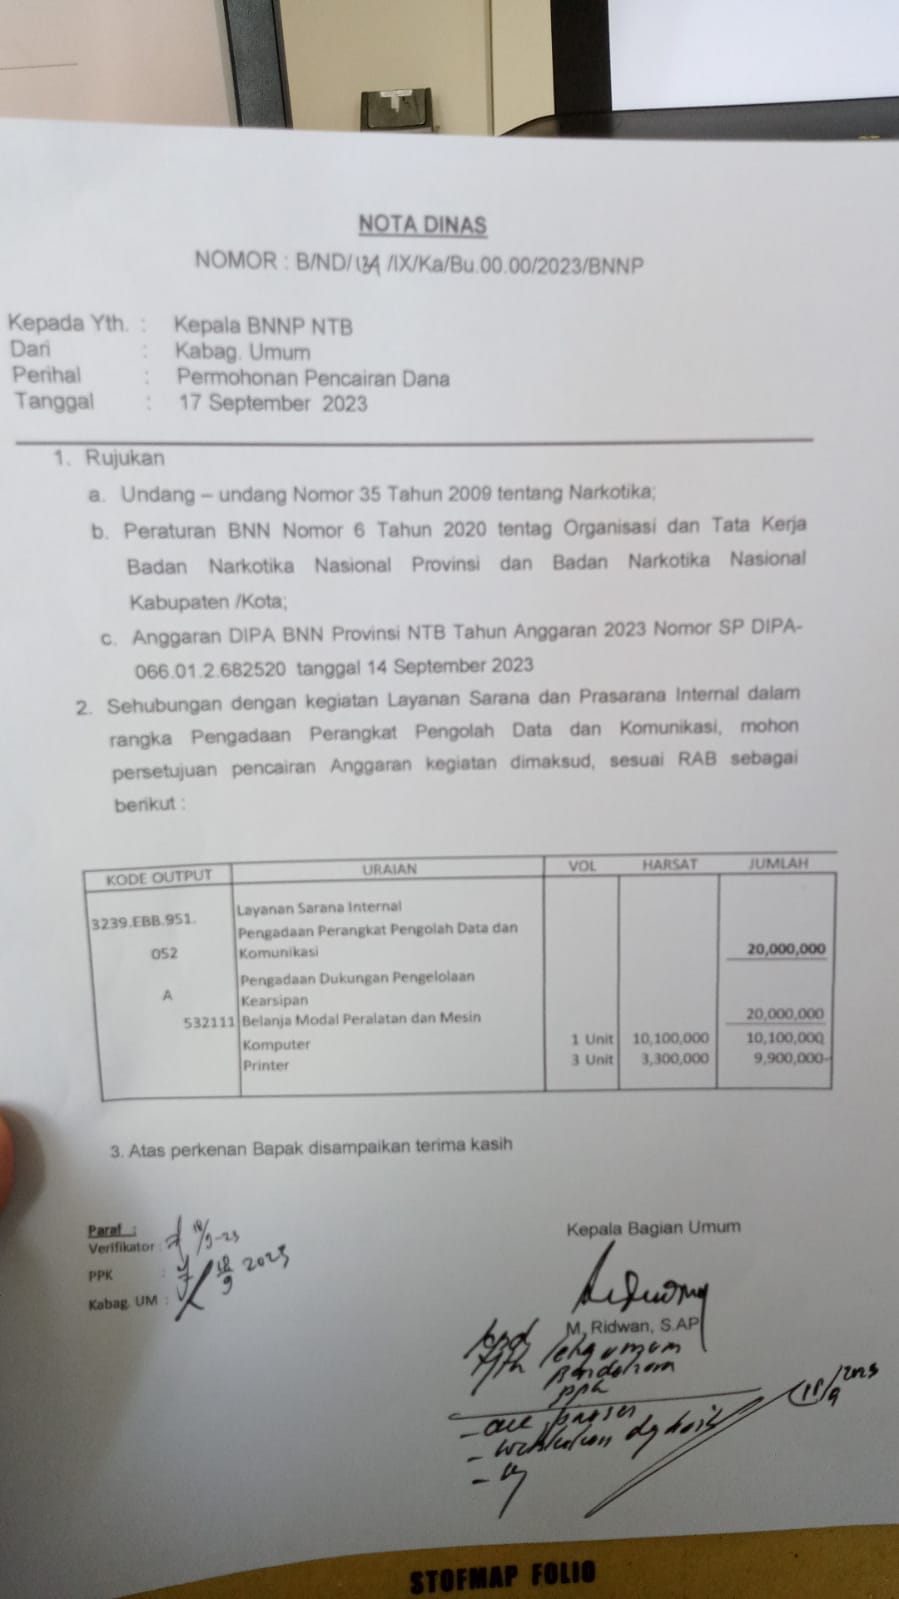 NOTA DINAS
NOMOR : B/ND/ 134 /IX/Ka/Bu.00.00/2023/BNNP
Kepada Yth. : Kepala BNNP NTB
Dari : Kabag. Umum
Perihal : Permohonan Pencairan Dana
Tanggal : 17 September 2023
1. Rujukan
a. Undang – undang Nomor 35 Tahun 2009 tentang Narkotika;
b. Peraturan BNN Nomor 6 Tahun 2020 tentag Organisasi dan Tata Kerja
Badan Narkotika Nasional Provinsi dan Badan Narkotika Nasional
Kabupaten /Kota;
c. Anggaran DIPA BNN Provinsi NTB Tahun Anggaran 2023 Nomor SP DIPA-
066.01.2.682520 tanggal 14 September 2023
2. Sehubungan dengan kegiatan Layanan Sarana dan Prasarana Internal dalam
rangka Pengadaan Perangkat Pengolah Data dan Komunikasi, mohon
persetujuan pencairan Anggaran kegiatan dimaksud, sesuai RAB sebagai
berikut :
KODE OUTPUT URAIAN VOL HARSAT JUMLAH
3239.EBB.951. Layanan Sarana Internal
Pengadaan Perangkat Pengolah Data dan
052 Komunikasi 20,000,000
Pengadaan Dukungan Pengelolaan
A Kearsipan
532111 Belanja Modal Peralatan dan Mesin 20,000,000
Komputer 1 Unit 10,100,000 10,100,000
Printer 3 Unit 3,300,000 9,900,000
3. Atas perkenan Bapak disampaikan terima kasih
Paraf :
Verifikator : 18/9-23
PPK : 18/9 2023
Kabag. UM :
Kepala Bagian Umum
M. Ridwan, S.AP
umum
ppk
- acc proses
STOFMAP FOLIO